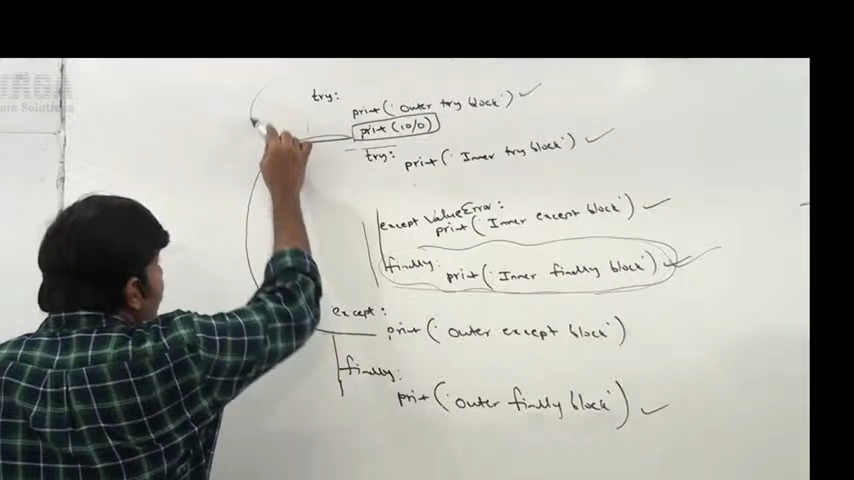 try:
print('Outer try block')
print(10/0)
try:
print('Inner try block')
except ValueError:
print('Inner except block')
finally:
print('Inner finally block')
except:
print('outer except block')
finally:
print('outer finally block')